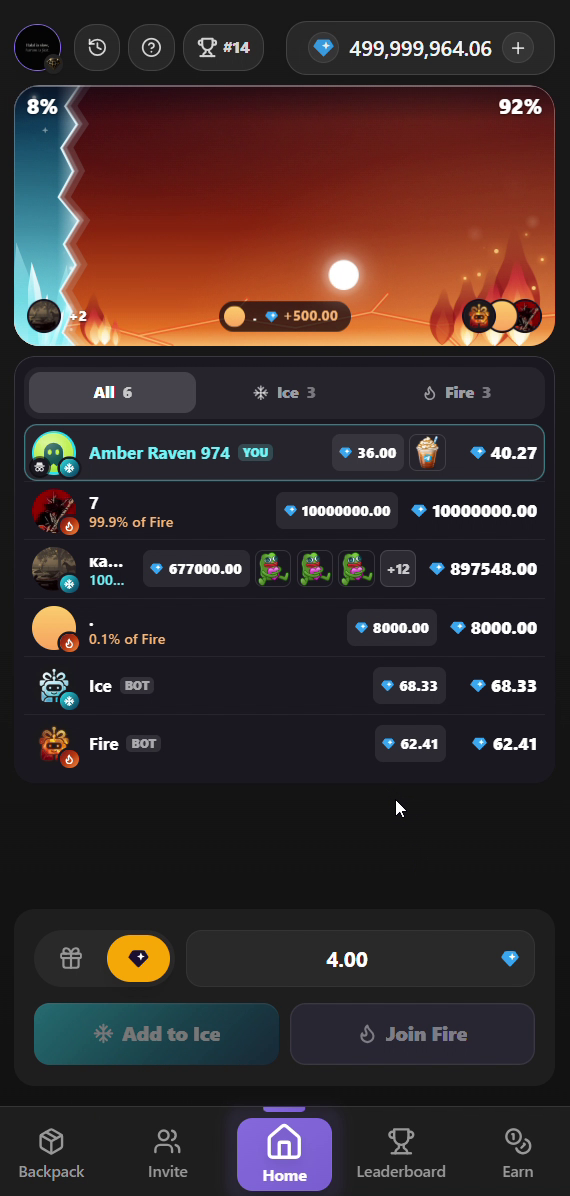 #14
499,999,964.06
8%
92%
+2
. +500.00
All 6
Ice 3
Fire 3
Amber Raven 974 YOU 36.00 40.27
7
99.9% of Fire
10000000.00 10000000.00
ка...
100...
677000.00 +12 897548.00
.
0.1% of Fire
8000.00 8000.00
Ice BOT 68.33 68.33
Fire BOT 62.41 62.41
4.00
Add to Ice
Join Fire
Backpack
Invite
Home
Leaderboard
Earn